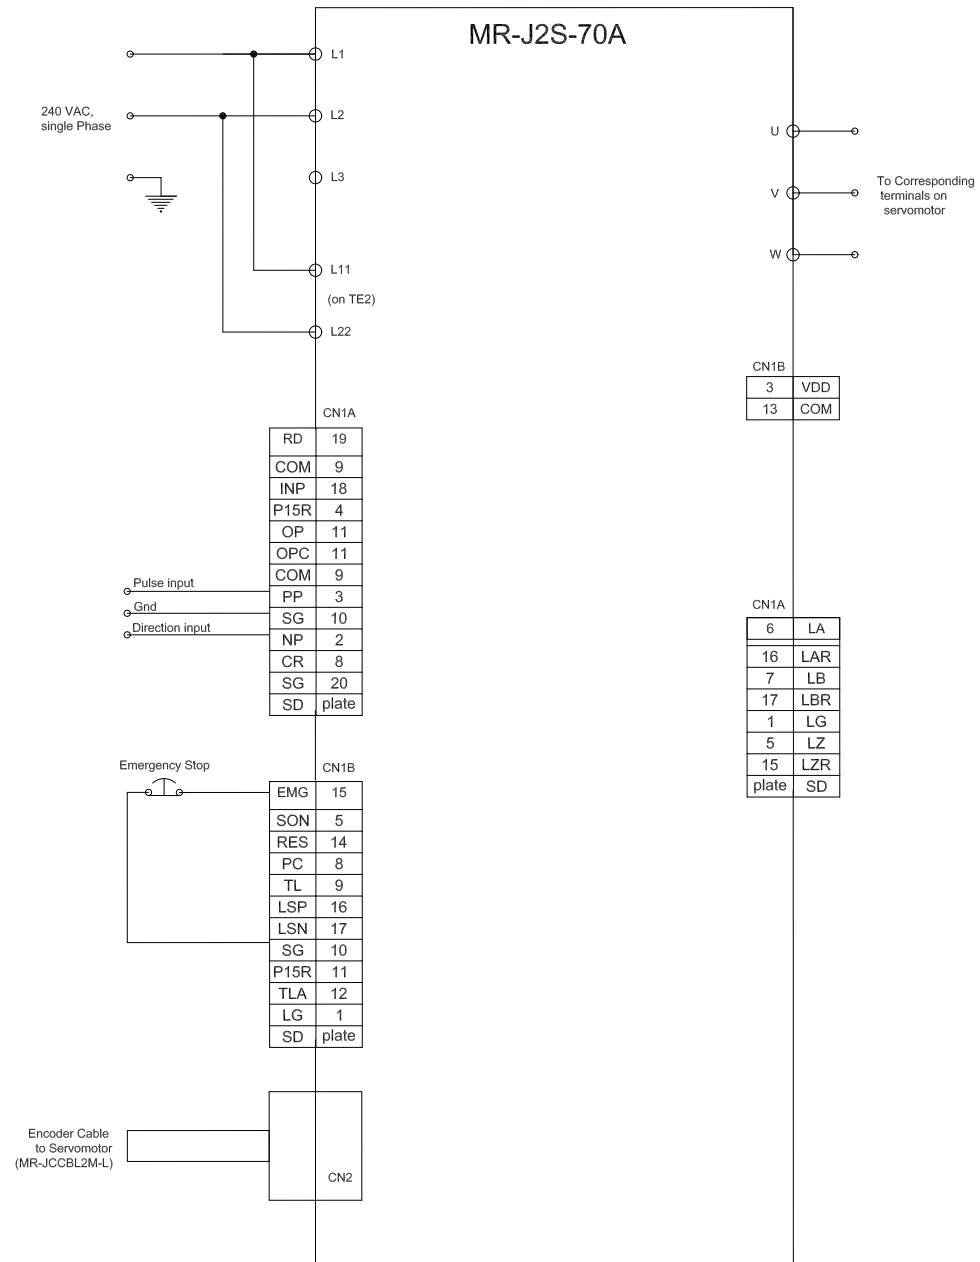 MR-J2S-70A
L1
240 VAC,
single Phase
L2
L3
L11
(on TE2)
L22
U
V
W
To Corresponding
terminals on
servomotor
CN1B
3 VDD
13 COM
CN1A
RD 19
COM 9
INP 18
P15R 4
OP 11
OPC 11
COM 9
Pulse input
PP 3
Gnd
SG 10
Direction input
NP 2
CR 8
SG 20
SD plate
CN1A
6 LA
16 LAR
7 LB
17 LBR
1 LG
5 LZ
15 LZR
plate SD
Emergency Stop
CN1B
EMG 15
SON 5
RES 14
PC 8
TL 9
LSP 16
LSN 17
SG 10
P15R 11
TLA 12
LG 1
SD plate
Encoder Cable
to Servomotor
(MR-JCCBL2M-L)
CN2